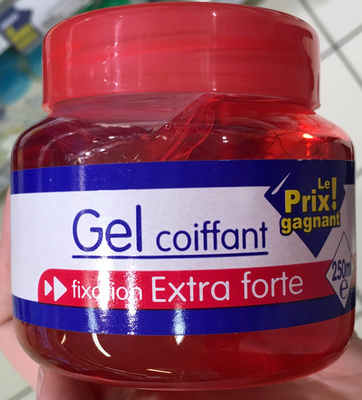 Le
Prix!
gagnant
Gel coiffant
fixation Extra forte
250ml e